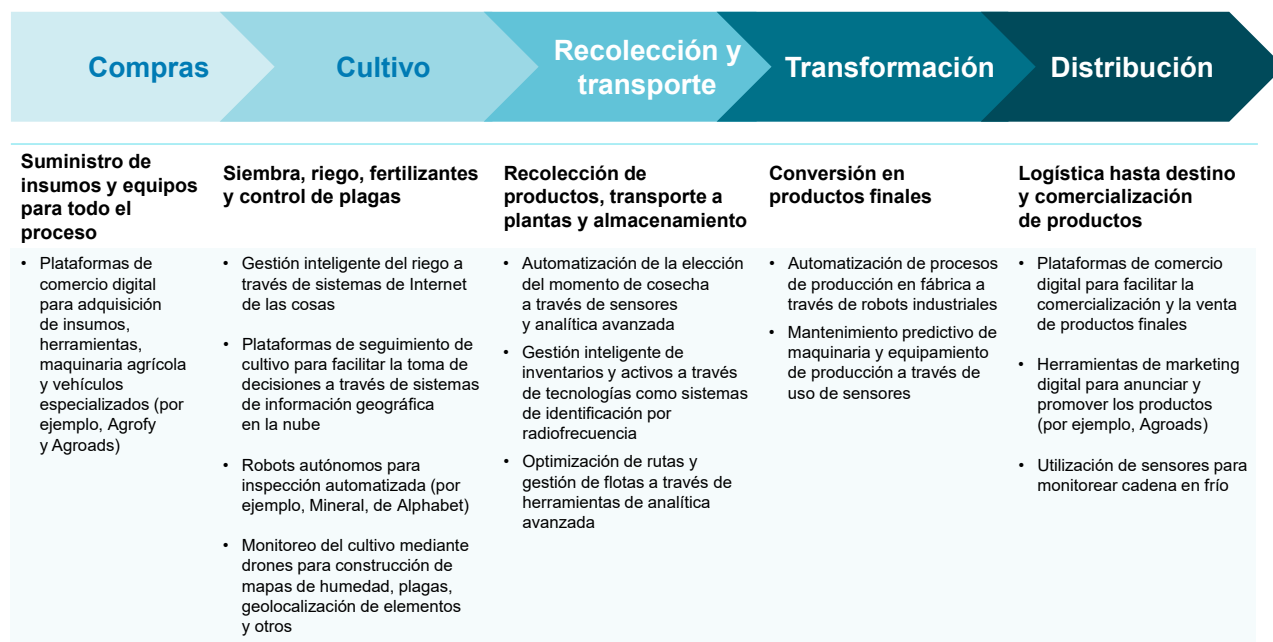 Compras
Cultivo
Recolección y
transporte
Transformación
Distribución
Suministro de
insumos y equipos
para todo el
proceso
Siembra, riego, fertilizantes
y control de plagas
Recolección de
productos, transporte a
plantas y almacenamiento
Conversión en
productos finales
Logística hasta destino
y comercialización
de productos
• Plataformas de
comercio digital
para adquisición
de insumos,
herramientas,
maquinaria agrícola
y vehículos
especializados (por
ejemplo, Agrofy
y Agroads)
• Gestión inteligente del riego a
través de sistemas de Internet
de las cosas
• Plataformas de seguimiento de
cultivo para facilitar la toma de
decisiones a través de sistemas
de información geográfica
en la nube
• Robots autónomos para
inspección automatizada (por
ejemplo, Mineral, de Alphabet)
• Monitoreo del cultivo mediante
drones para construcción de
mapas de humedad, plagas,
geolocalización de elementos
y otros
• Automatización de la elección
del momento de cosecha
a través de sensores
y analítica avanzada
• Gestión inteligente de
inventarios y activos a través
de tecnologías como sistemas
de identificación por
radiofrecuencia
• Optimización de rutas y
gestión de flotas a través de
herramientas de analítica
avanzada
• Automatización de procesos
de producción en fábrica a
través de robots industriales
• Mantenimiento predictivo de
maquinaria y equipamiento
de producción a través de
uso de sensores
• Plataformas de comercio
digital para facilitar la
comercialización y la venta
de productos finales
• Herramientas de marketing
digital para anunciar y
promover los productos
(por ejemplo, Agroads)
• Utilización de sensores para
monitorear cadena en frío